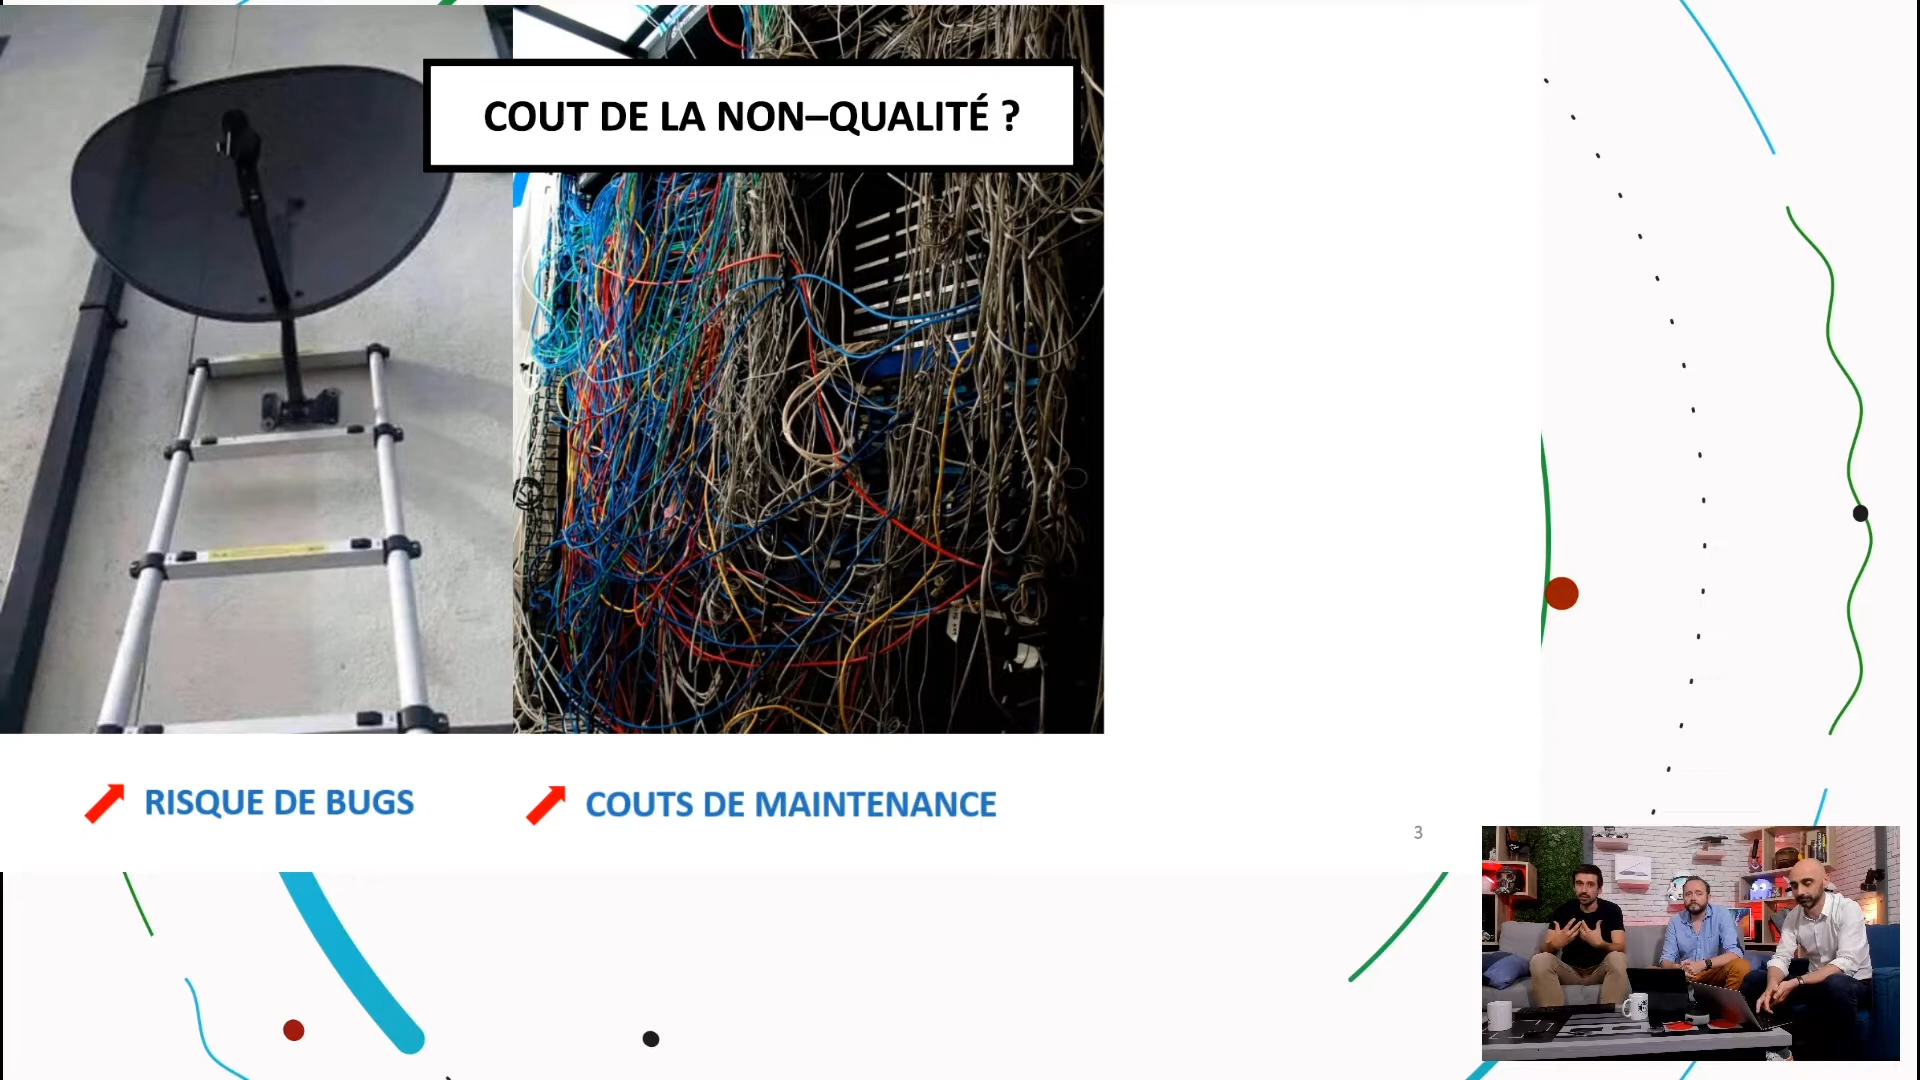 COUT DE LA NON–QUALITÉ ?
RISQUE DE BUGS
COUTS DE MAINTENANCE
3